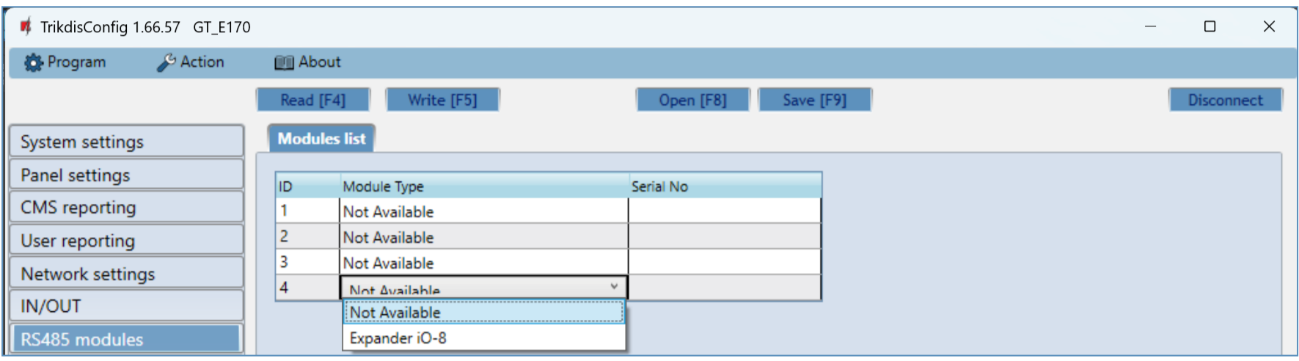 TrikdisConfig 1.66.57 GT_E170
Program Action About
Read [F4] Write [F5] Open [F8] Save [F9] Disconnect
System settings
Panel settings
CMS reporting
User reporting
Network settings
IN/OUT
RS485 modules
Modules list
ID Module Type Serial No
1 Not Available
2 Not Available
3 Not Available
4 Not Available
Not Available
Expander iO-8